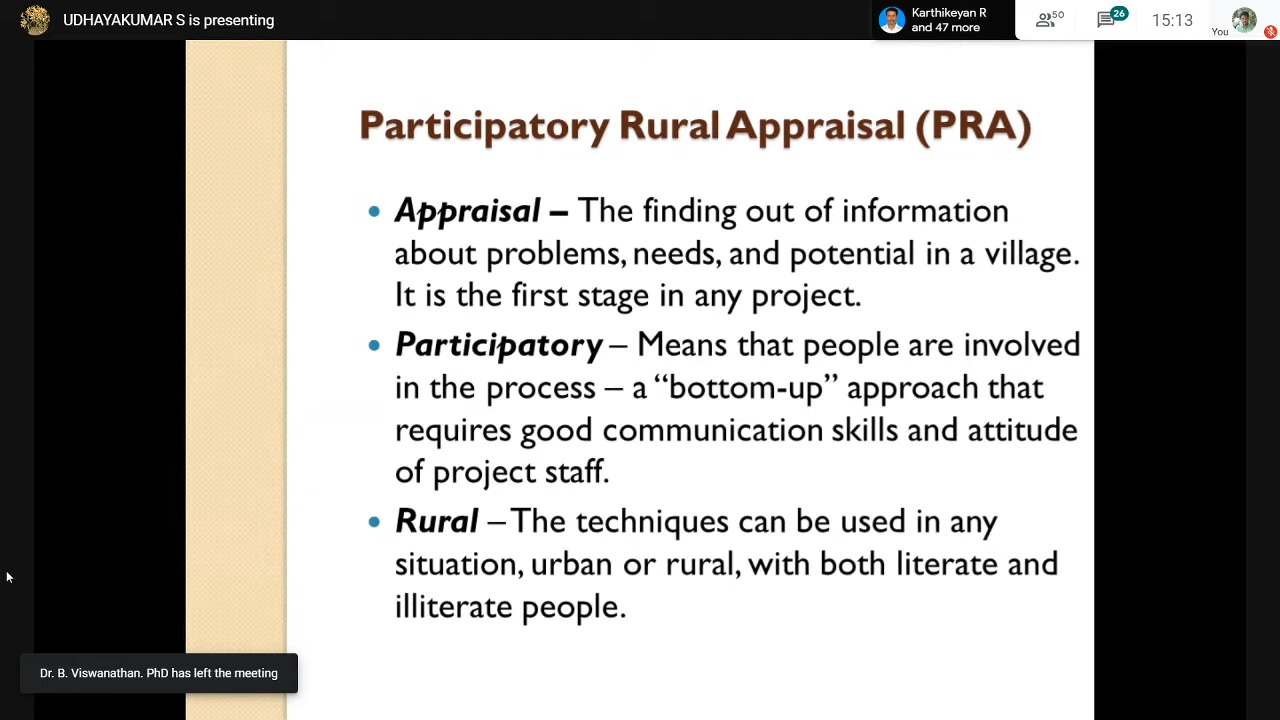 UDHAYAKUMAR S is presenting
Karthikeyan R
and 47 more
50
26
15:13
You
Participatory Rural Appraisal (PRA)
• Appraisal – The finding out of information
about problems, needs, and potential in a village.
It is the first stage in any project.
• Participatory – Means that people are involved
in the process – a “bottom-up” approach that
requires good communication skills and attitude
of project staff.
• Rural – The techniques can be used in any
situation, urban or rural, with both literate and
illiterate people.
Dr. B. Viswanathan. PhD has left the meeting